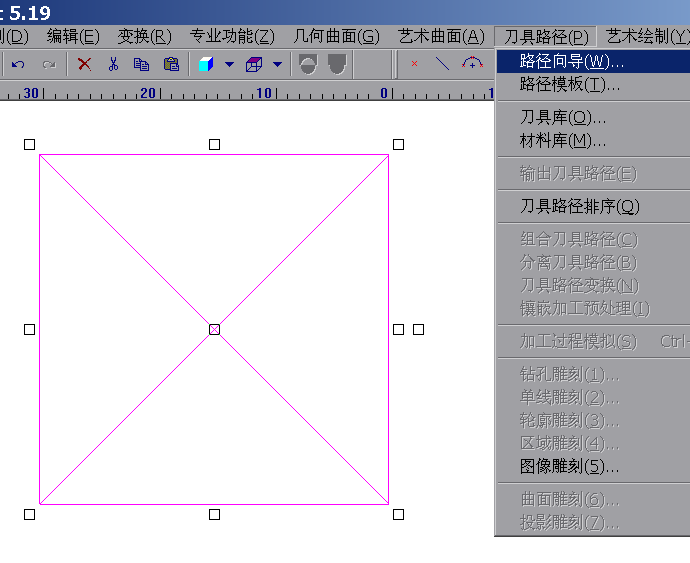 t 5.19
刻(D) 编辑(E) 变换(R) 专业功能(Z) 几何曲面(G) 艺术曲面(A) 刀具路径(P) 艺术绘制(Y)
30 20 10 0 1
路径向导(W)...
路径模板(T)...
刀具库(O)...
材料库(M)...
输出刀具路径(E)
刀具路径排序(Q)
组合刀具路径(C)
分离刀具路径(B)
刀具路径变换(N)
镶嵌加工预处理(I)
加工过程模拟(S) Ctrl-
钻孔雕刻(1)...
单线雕刻(2)...
轮廓雕刻(3)...
区域雕刻(4)...
图像雕刻(5)...
曲面雕刻(6)...
投影雕刻(7)...